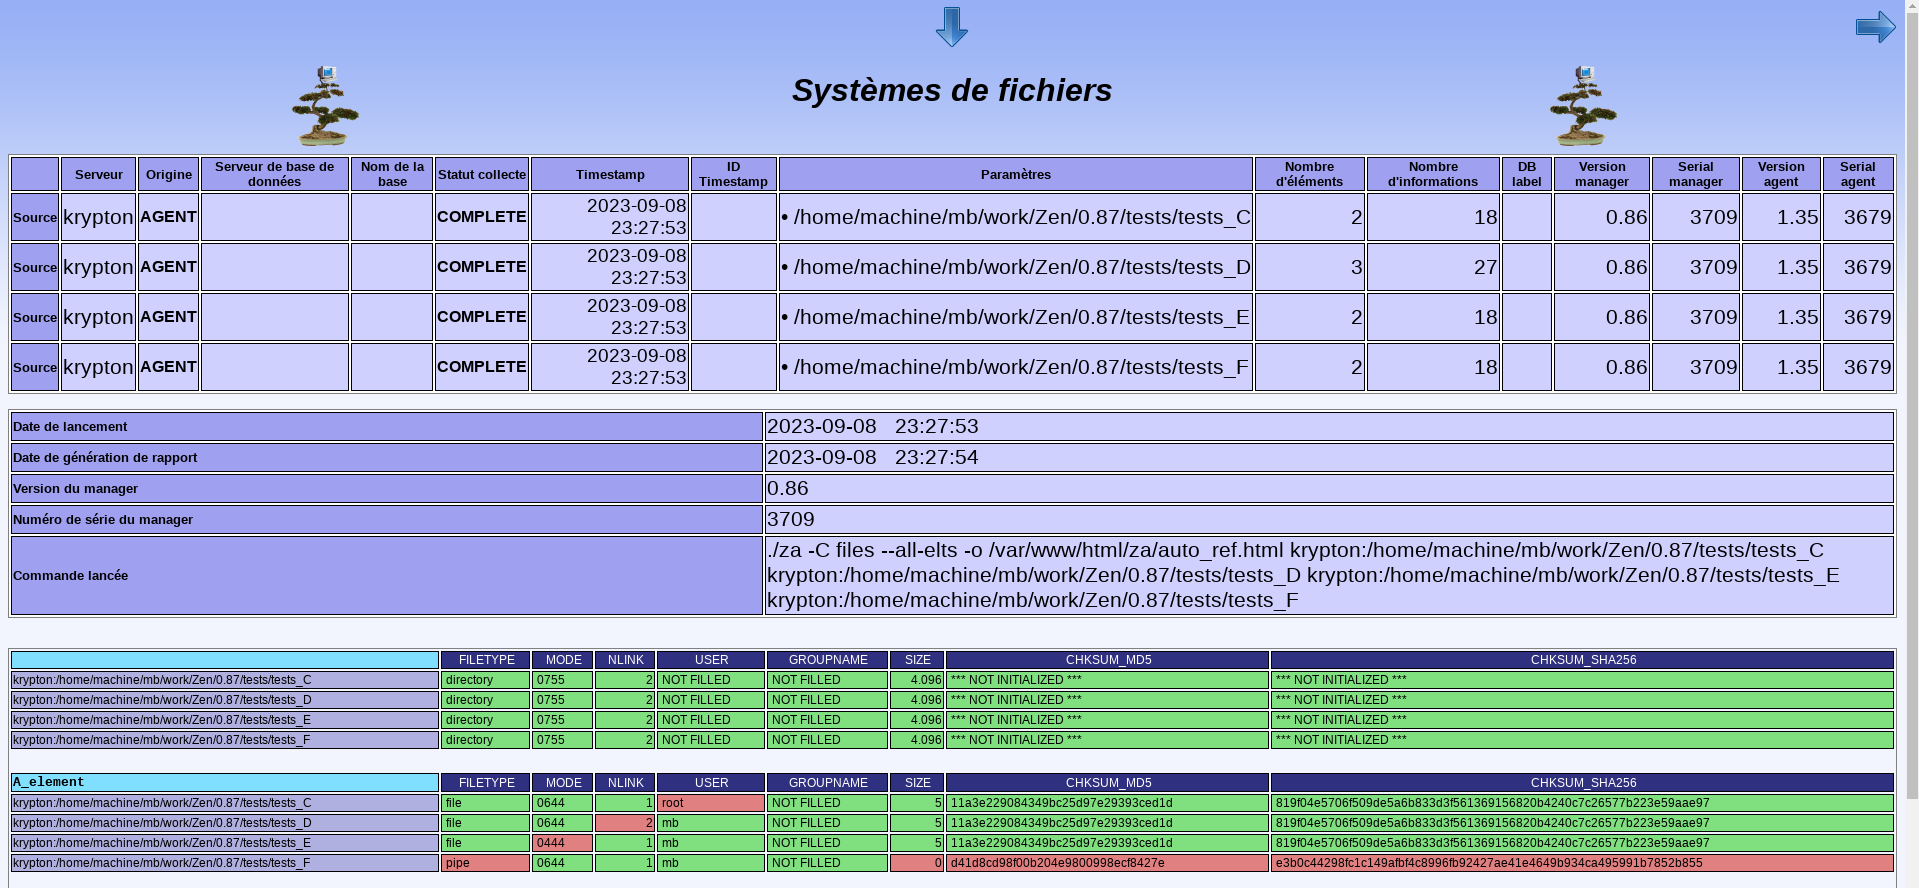 Systèmes de fichiers
Serveur Origine Serveur de base de données Nom de la base Statut collecte Timestamp ID Timestamp Paramètres Nombre d'éléments Nombre d'informations DB label Version manager Serial manager Version agent Serial agent
Source krypton AGENT COMPLETE 2023-09-08 23:27:53 • /home/machine/mb/work/Zen/0.87/tests/tests_C 2 18 0.86 3709 1.35 3679
Source krypton AGENT COMPLETE 2023-09-08 23:27:53 • /home/machine/mb/work/Zen/0.87/tests/tests_D 3 27 0.86 3709 1.35 3679
Source krypton AGENT COMPLETE 2023-09-08 23:27:53 • /home/machine/mb/work/Zen/0.87/tests/tests_E 2 18 0.86 3709 1.35 3679
Source krypton AGENT COMPLETE 2023-09-08 23:27:53 • /home/machine/mb/work/Zen/0.87/tests/tests_F 2 18 0.86 3709 1.35 3679
Date de lancement 2023-09-08 23:27:53
Date de génération de rapport 2023-09-08 23:27:54
Version du manager 0.86
Numéro de série du manager 3709
Commande lancée ./za -C files --all-elts -o /var/www/html/za/auto_ref.html krypton:/home/machine/mb/work/Zen/0.87/tests/tests_C
krypton:/home/machine/mb/work/Zen/0.87/tests/tests_D krypton:/home/machine/mb/work/Zen/0.87/tests/tests_E
krypton:/home/machine/mb/work/Zen/0.87/tests/tests_F
FILETYPE MODE NLINK USER GROUPNAME SIZE CHKSUM_MD5 CHKSUM_SHA256
krypton:/home/machine/mb/work/Zen/0.87/tests/tests_C directory 0755 2 NOT FILLED NOT FILLED 4.096 *** NOT INITIALIZED *** *** NOT INITIALIZED ***
krypton:/home/machine/mb/work/Zen/0.87/tests/tests_D directory 0755 2 NOT FILLED NOT FILLED 4.096 *** NOT INITIALIZED *** *** NOT INITIALIZED ***
krypton:/home/machine/mb/work/Zen/0.87/tests/tests_E directory 0755 2 NOT FILLED NOT FILLED 4.096 *** NOT INITIALIZED *** *** NOT INITIALIZED ***
krypton:/home/machine/mb/work/Zen/0.87/tests/tests_F directory 0755 2 NOT FILLED NOT FILLED 4.096 *** NOT INITIALIZED *** *** NOT INITIALIZED ***
A_element FILETYPE MODE NLINK USER GROUPNAME SIZE CHKSUM_MD5 CHKSUM_SHA256
krypton:/home/machine/mb/work/Zen/0.87/tests/tests_C file 0644 1 root NOT FILLED 5 11a3e229084349bc25d97e29393ced1d 819f04e5706f509de5a6b833d3f561369156820b4240c7c26577b223e59aae97
krypton:/home/machine/mb/work/Zen/0.87/tests/tests_D file 0644 2 mb NOT FILLED 5 11a3e229084349bc25d97e29393ced1d 819f04e5706f509de5a6b833d3f561369156820b4240c7c26577b223e59aae97
krypton:/home/machine/mb/work/Zen/0.87/tests/tests_E file 0444 1 mb NOT FILLED 5 11a3e229084349bc25d97e29393ced1d 819f04e5706f509de5a6b833d3f561369156820b4240c7c26577b223e59aae97
krypton:/home/machine/mb/work/Zen/0.87/tests/tests_F pipe 0644 1 mb NOT FILLED 0 d41d8cd98f00b204e9800998ecf8427e e3b0c44298fc1c149afbf4c8996fb92427ae41e4649b934ca495991b7852b855